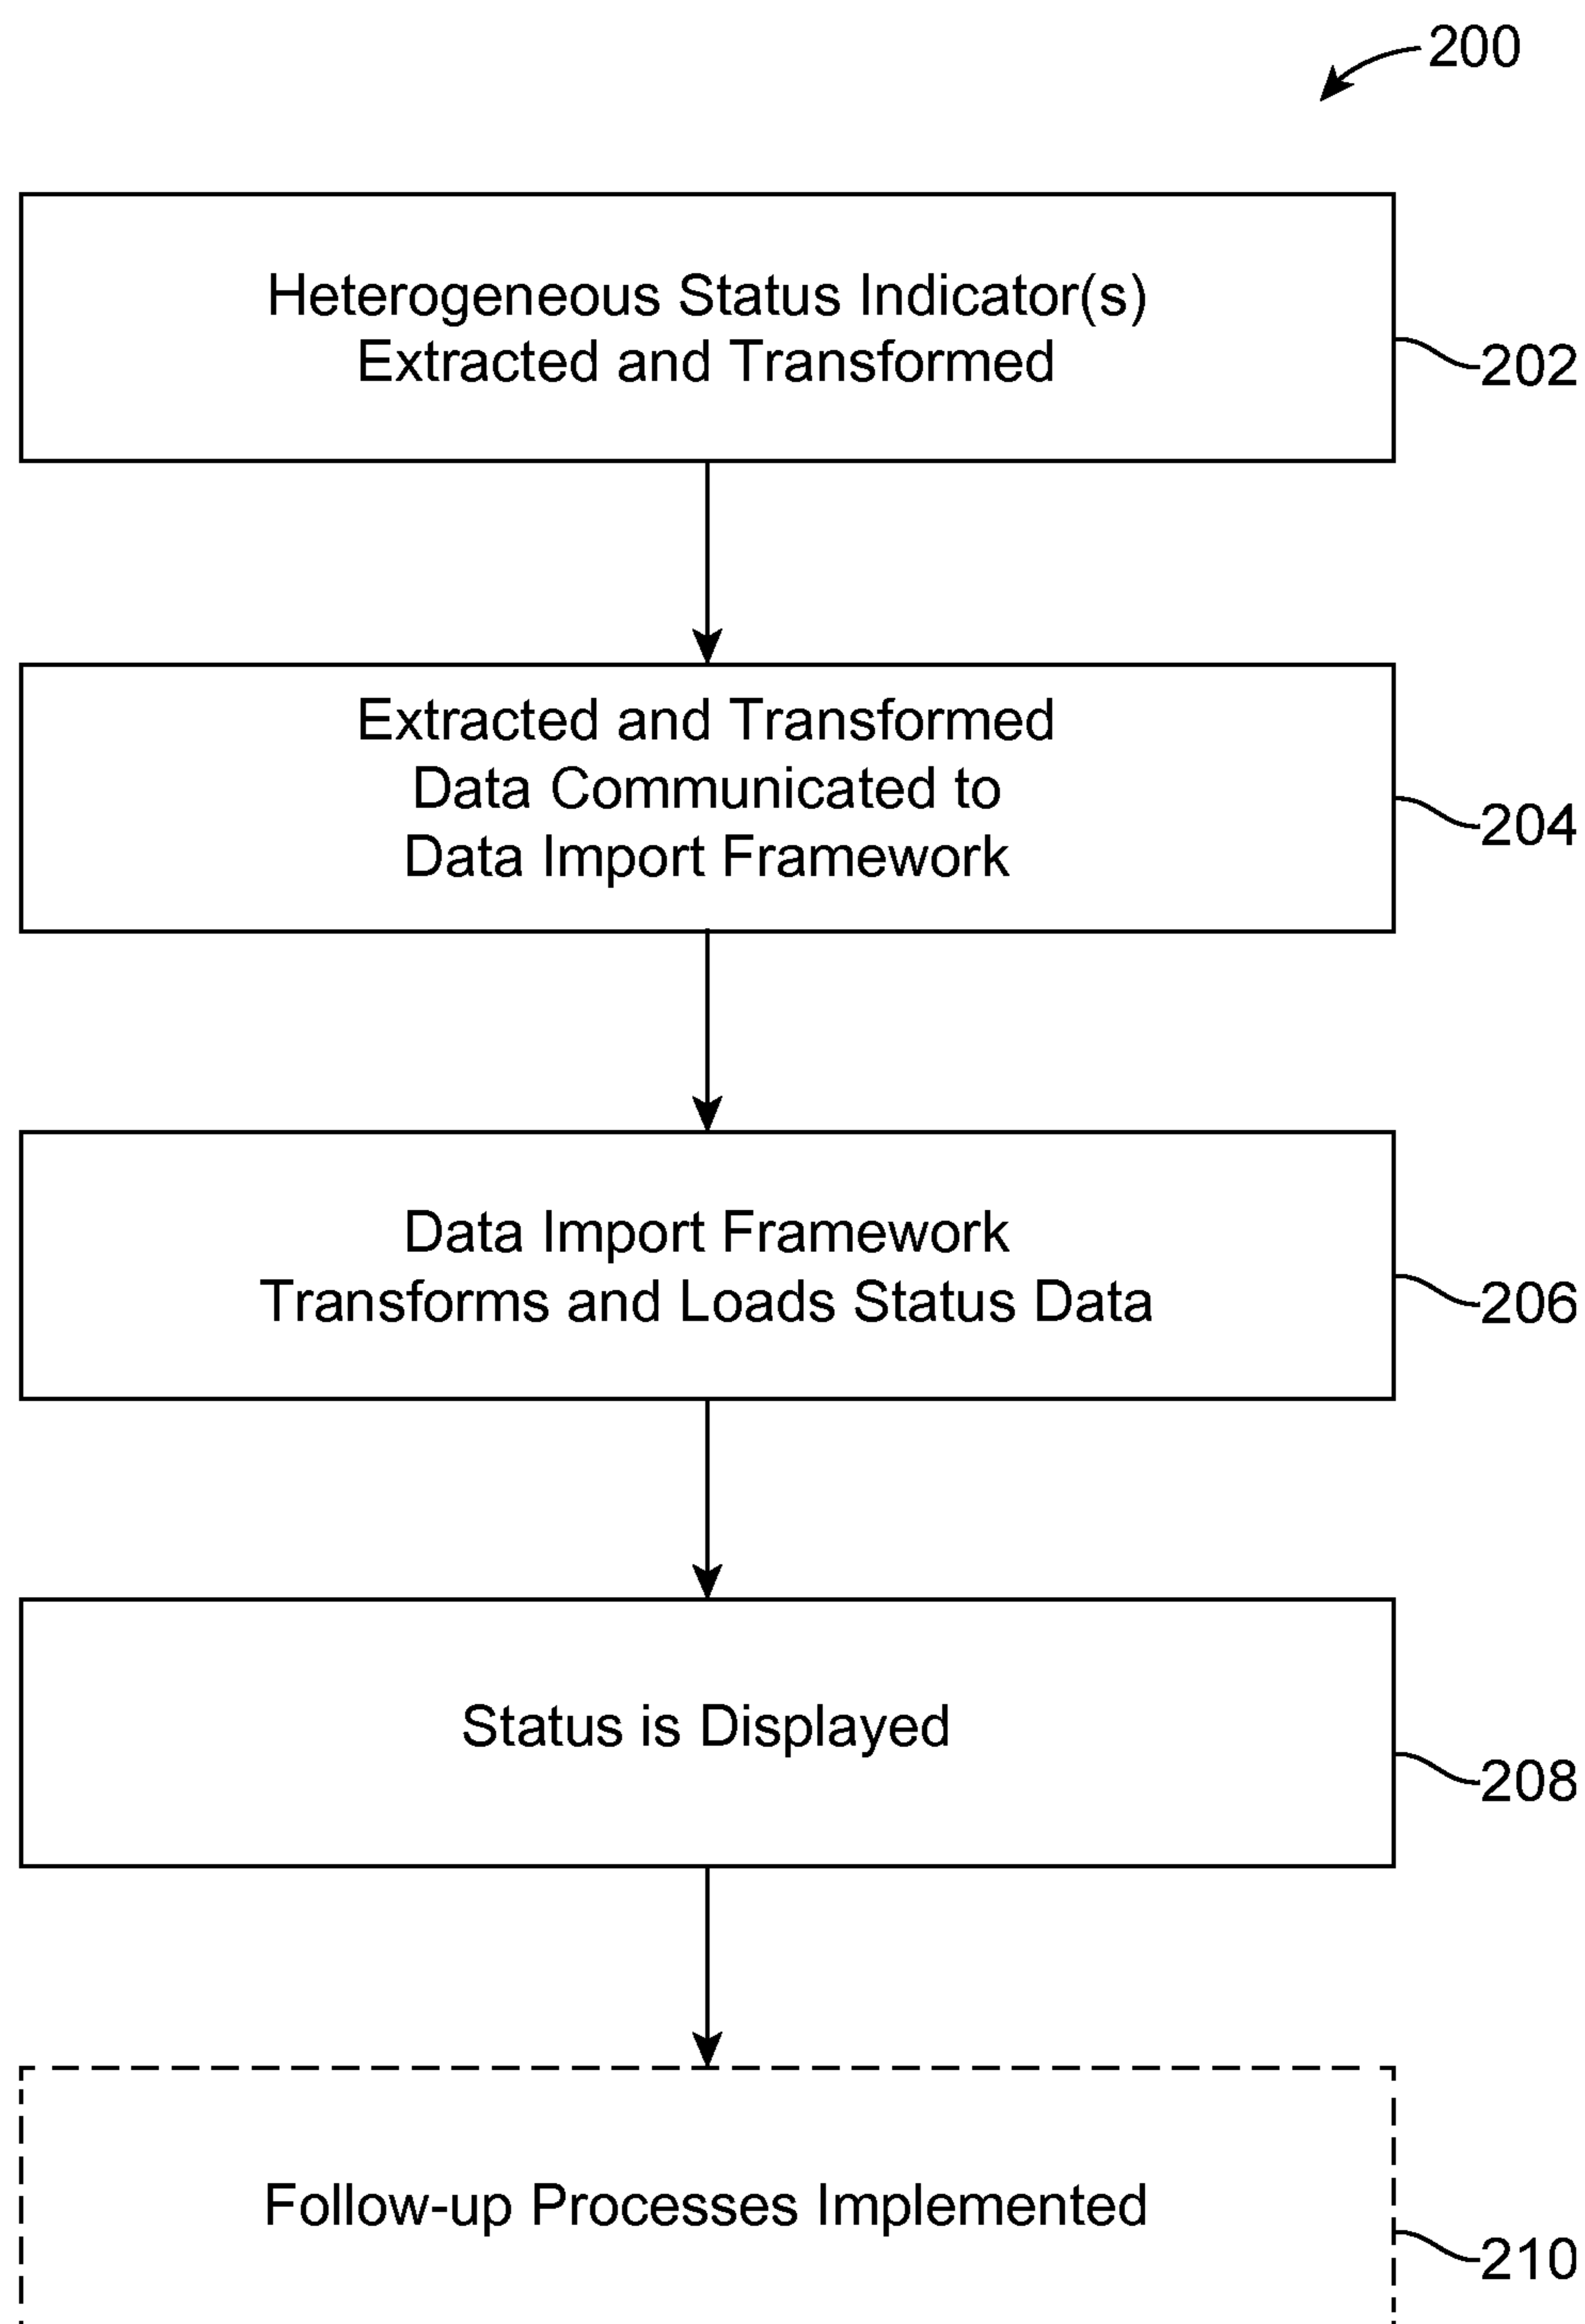 200
Heterogeneous Status Indicator(s)
Extracted and Transformed
202
Extracted and Transformed
Data Communicated to
Data Import Framework
204
Data Import Framework
Transforms and Loads Status Data
206
Status is Displayed
208
Follow-up Processes Implemented
210